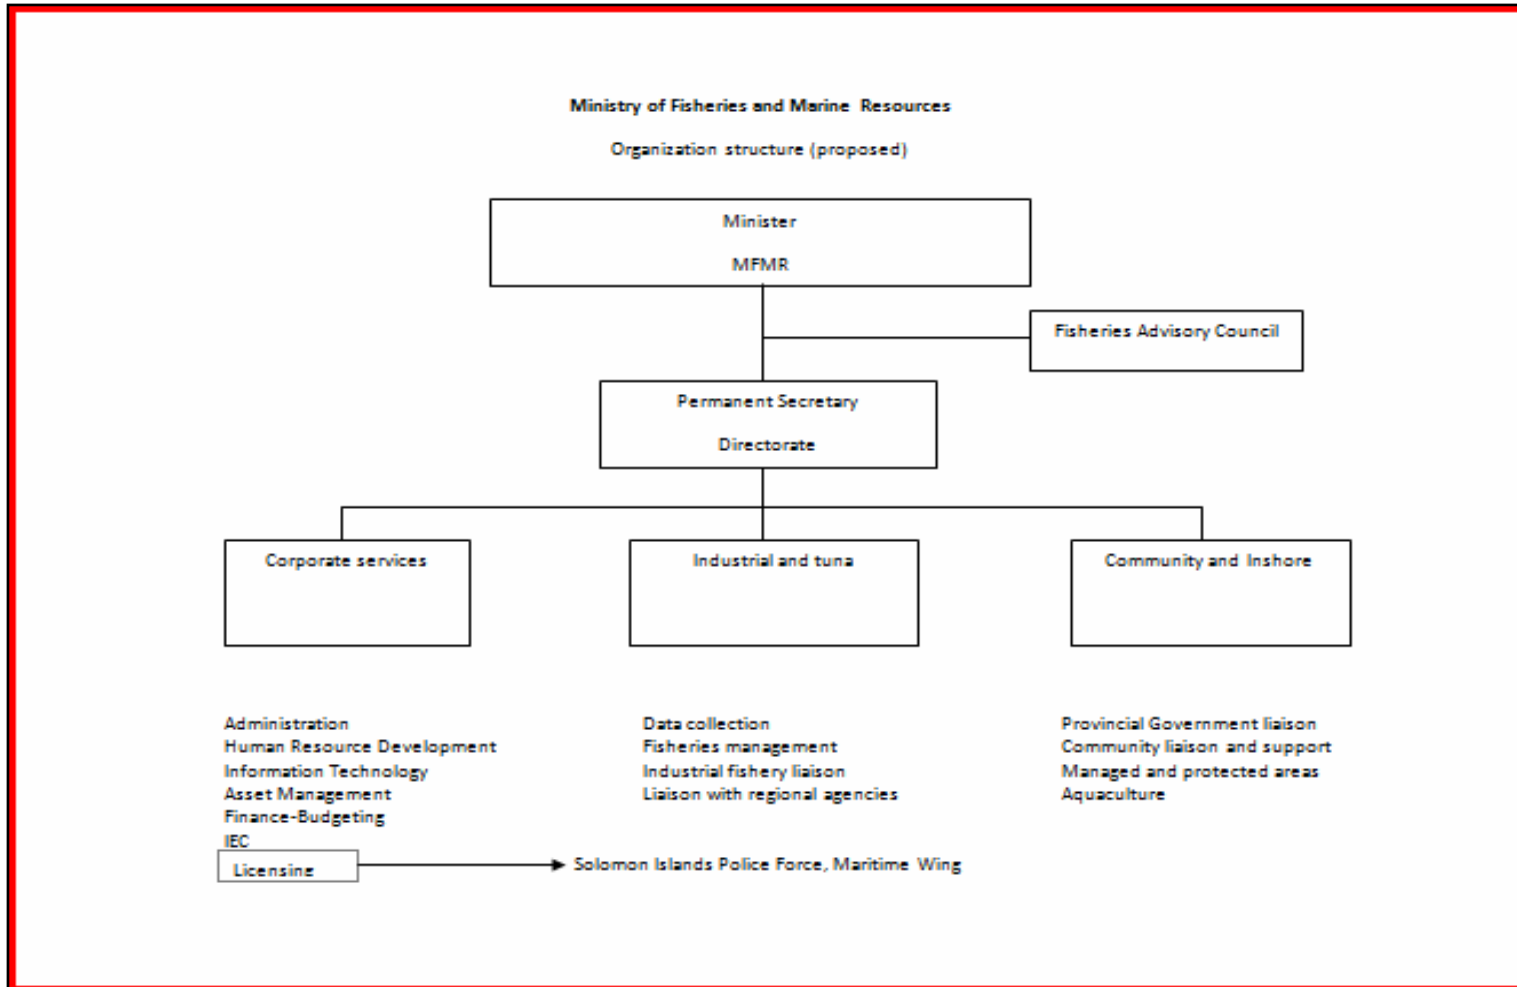 Ministry of Fisheries and Marine Resources
Organization structure (proposed)
Minister
MFMR
Fisheries Advisory Council
Permanent Secretary
Directorate
Corporate services
Industrial and tuna
Community and Inshore
Administration
Human Resource Development
Information Technology
Asset Management
Finance-Budgeting
IEC
Licensing
Data collection
Fisheries management
Industrial fishery liaison
Liaison with regional agencies
Provincial Government liaison
Community liaison and support
Managed and protected areas
Aquaculture
Solomon Islands Police Force, Maritime Wing